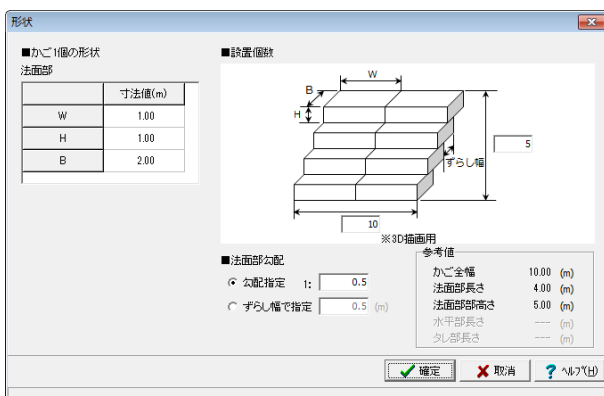 形状
■かご1個の形状
法面部
寸法値(m)
W 1.00
H 1.00
B 2.00
■設置個数
W
B
H
ずらし幅
5
10
※3D描画用
■法面部勾配
勾配指定 1: 0.5
ずらし幅で指定 0.5 (m)
参考値
かご全幅 10.00 (m)
法面部長さ 4.00 (m)
法面部部高さ 5.00 (m)
水平部長さ --- (m)
タレ部長さ --- (m)
確定
取消
ヘルプ(H)